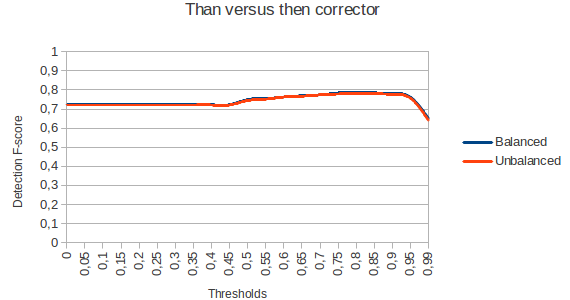 Than versus then corrector
1
0,9
0,8
0,7
0,6
0,5
0,4
0,3
0,2
0,1
0
Detection F-score
0 0,05 0,1 0,15 0,2 0,25 0,3 0,35 0,4 0,45 0,5 0,55 0,6 0,65 0,7 0,75 0,8 0,85 0,9 0,95 0,99
Thresholds
Balanced
Unbalanced